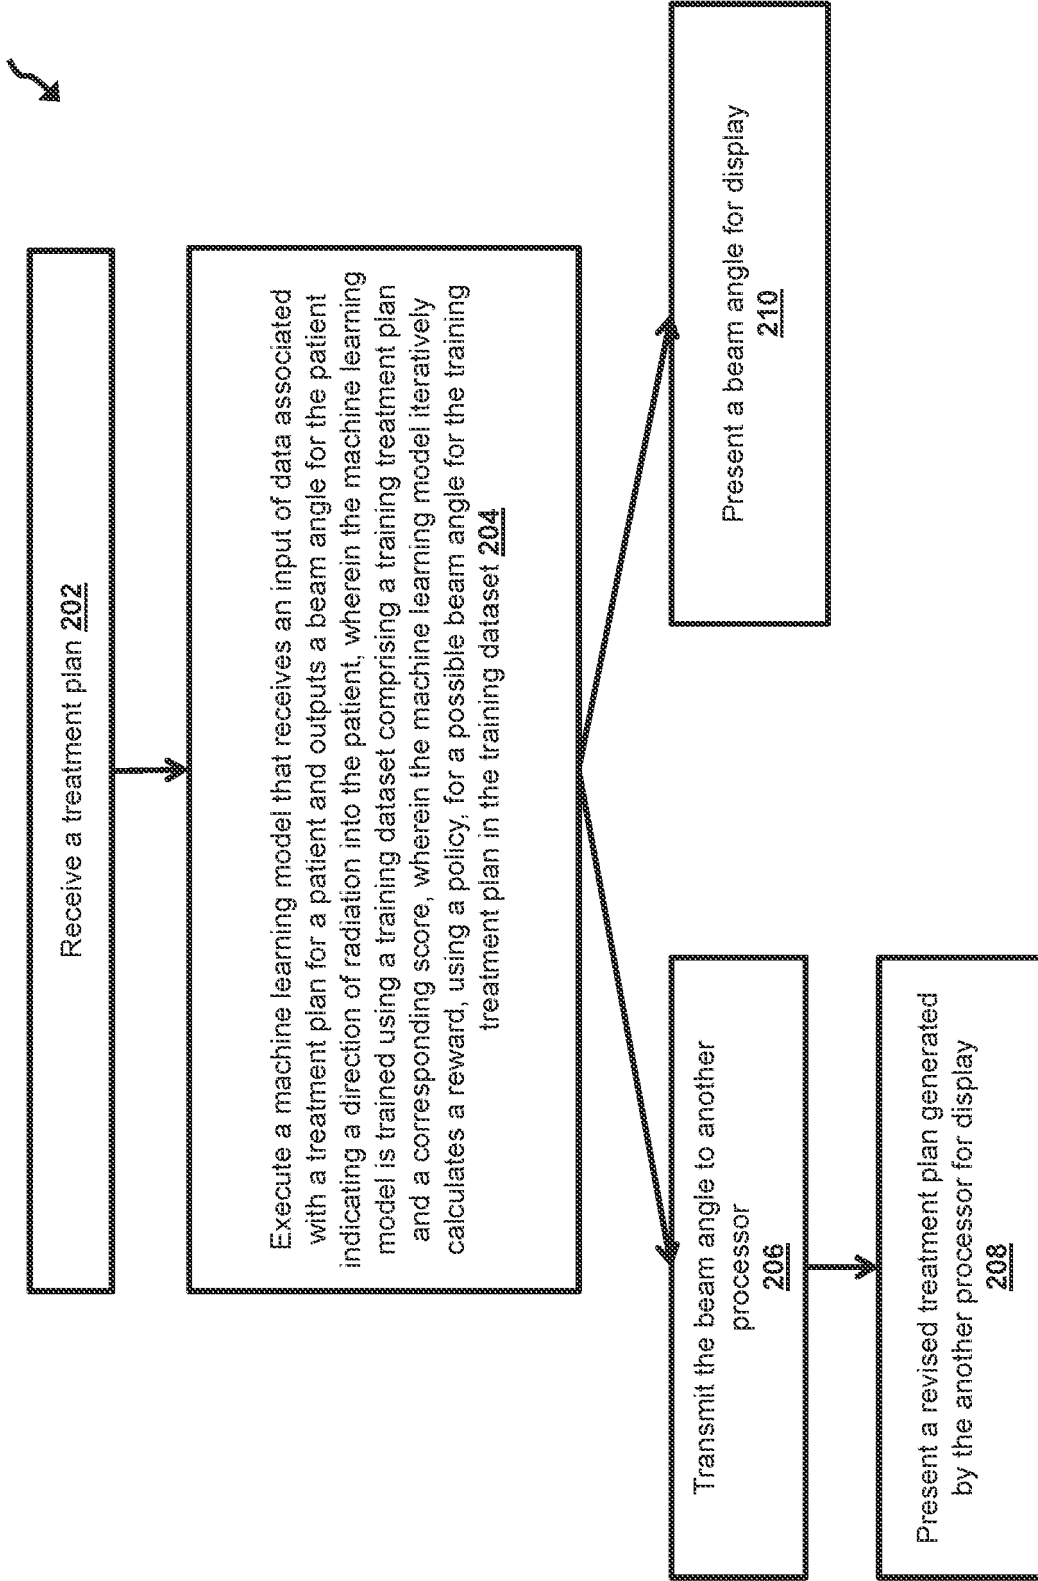 Receive a treatment plan 202
Execute a machine learning model that receives an input of data associated
with a treatment plan for a patient and outputs a beam angle for the patient
indicating a direction of radiation into the patient, wherein the machine learning
model is trained using a training dataset comprising a training treatment plan
and a corresponding score, wherein the machine learning model iteratively
calculates a reward, using a policy, for a possible beam angle for the training
treatment plan in the training dataset 204
Transmit the beam angle to another
processor
206
Present a revised treatment plan generated
by the another processor for display
208
Present a beam angle for display
210